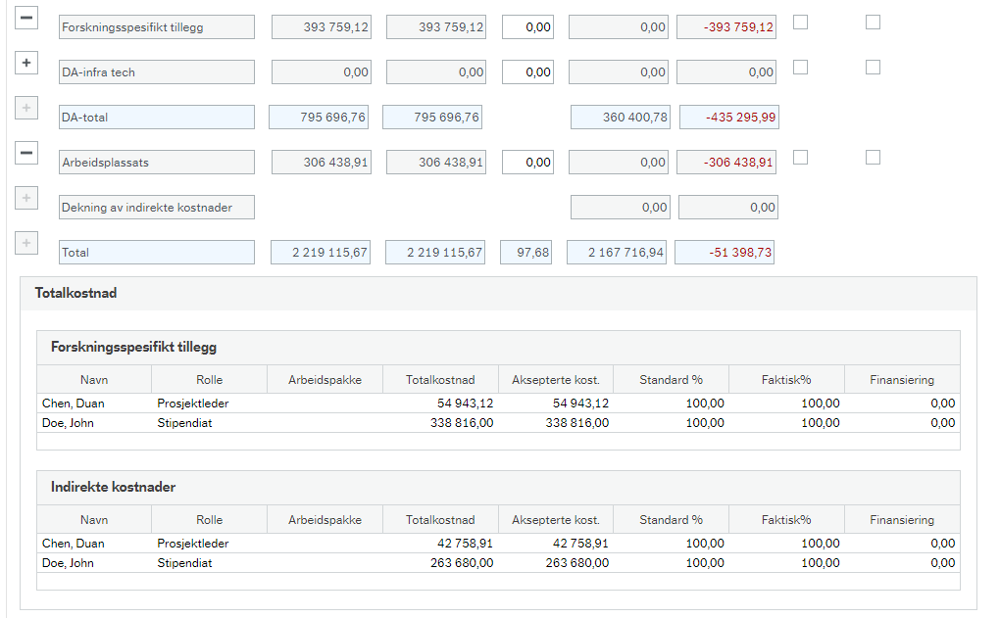 Forskningsspesifikt tillegg 393 759,12 393 759,12 0,00 0,00 -393 759,12
DA-infra tech 0,00 0,00 0,00 0,00 0,00
DA-total 795 696,76 795 696,76 360 400,78 -435 295,99
Arbeidsplassats 306 438,91 306 438,91 0,00 0,00 -306 438,91
Dekning av indirekte kostnader 0,00 0,00
Total 2 219 115,67 2 219 115,67 97,68 2 167 716,94 -51 398,73
Totalkostnad
Forskningsspesifikt tillegg
Navn Rolle Arbeidspakke Totalkostnad Aksepterte kost. Standard % Faktisk% Finansiering
Chen, Duan Prosjektleder 54 943,12 54 943,12 100,00 100,00 0,00
Doe, John Stipendiat 338 816,00 338 816,00 100,00 100,00 0,00
Indirekte kostnader
Navn Rolle Arbeidspakke Totalkostnad Aksepterte kost. Standard % Faktisk% Finansiering
Chen, Duan Prosjektleder 42 758,91 42 758,91 100,00 100,00 0,00
Doe, John Stipendiat 263 680,00 263 680,00 100,00 100,00 0,00